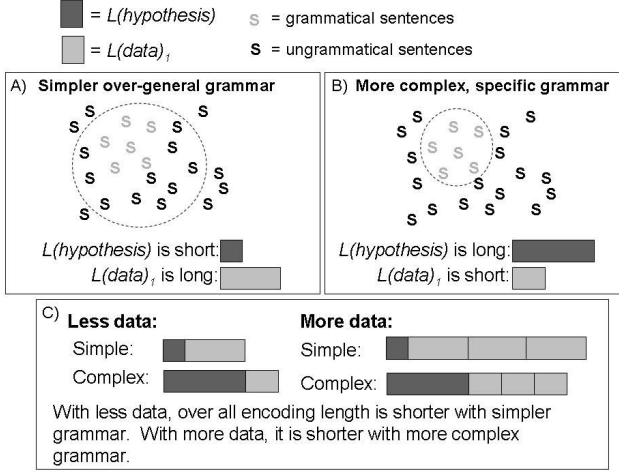 = L(hypothesis)
S = grammatical sentences
= L(data)1
S = ungrammatical sentences
A) Simpler over-general grammar
S S S S S S S S S S S S S S S S S S S S S S S
L(hypothesis) is short:
L(data)1 is long:
B) More complex, specific grammar
S S S S S S S S S S S S S S S S S S S S S S S
L(hypothesis) is long:
L(data)1 is short:
C)
Less data:
Simple:
Complex:
More data:
Simple:
Complex:
With less data, over all encoding length is shorter with simpler
grammar. With more data, it is shorter with more complex
grammar.